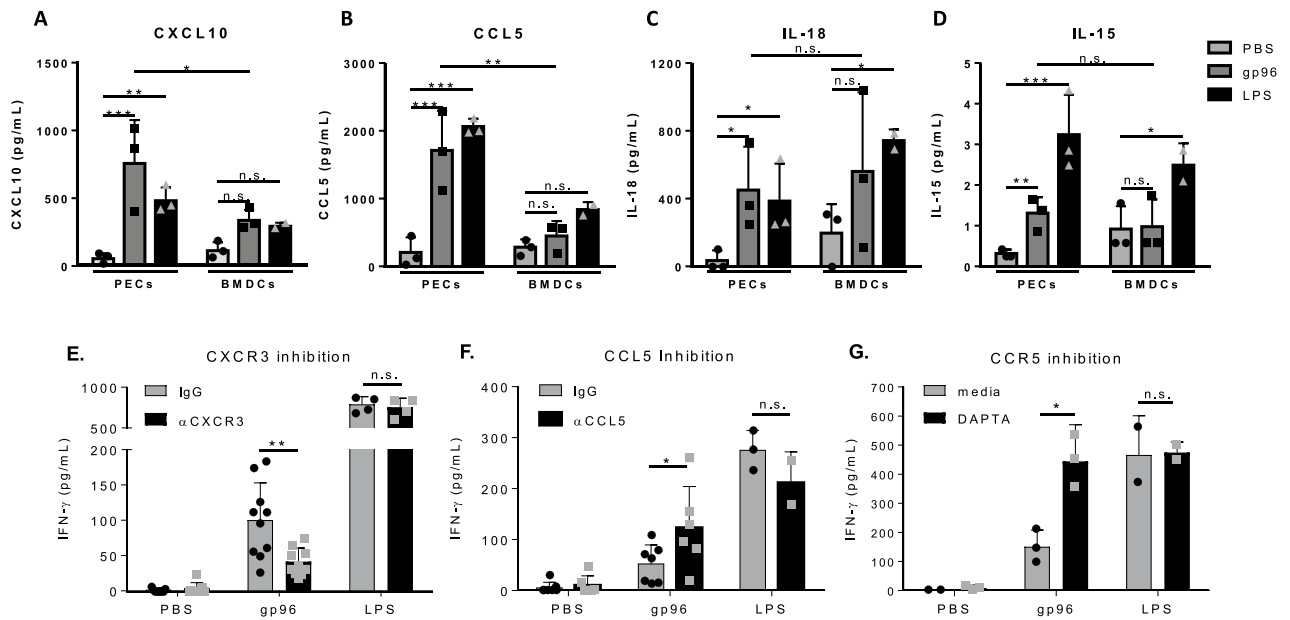 A
CXCL10
CXCL10 (pg/mL)
1500
1000
500
0
*
**
***
n.s.
n.s.
PECs
BMDCs
B
CCL5
CCL5 (pg/mL)
3000
2000
1000
0
**
***
***
n.s.
n.s.
PECs
BMDCs
C
IL-18
IL-18 (pg/mL)
1200
800
400
0
n.s.
*
n.s.
*
*
PECs
BMDCs
D
IL-15
IL-15 (pg/mL)
5
4
3
2
1
0
n.s.
***
*
**
n.s.
PECs
BMDCs
PBS
gp96
LPS
E.
CXCR3 inhibition
IFN-γ (pg/mL)
1000
500
200
150
100
50
0
IgG
αCXCR3
n.s.
**
PBS
gp96
LPS
F.
CCL5 Inhibition
IFN-γ (pg/mL)
400
300
200
100
0
IgG
αCCL5
n.s.
*
PBS
gp96
LPS
G.
CCR5 inhibition
IFN-γ (pg/mL)
700
600
500
400
300
200
100
0
media
DAPTA
*
n.s.
PBS
gp96
LPS